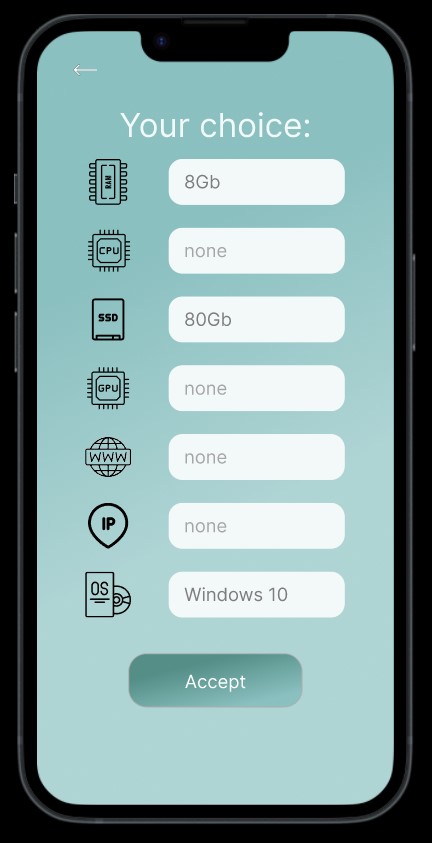 Your choice:
RAM
8Gb
CPU
none
SSD
80Gb
GPU
none
WWW
none
IP
none
OS
Windows 10
Accept